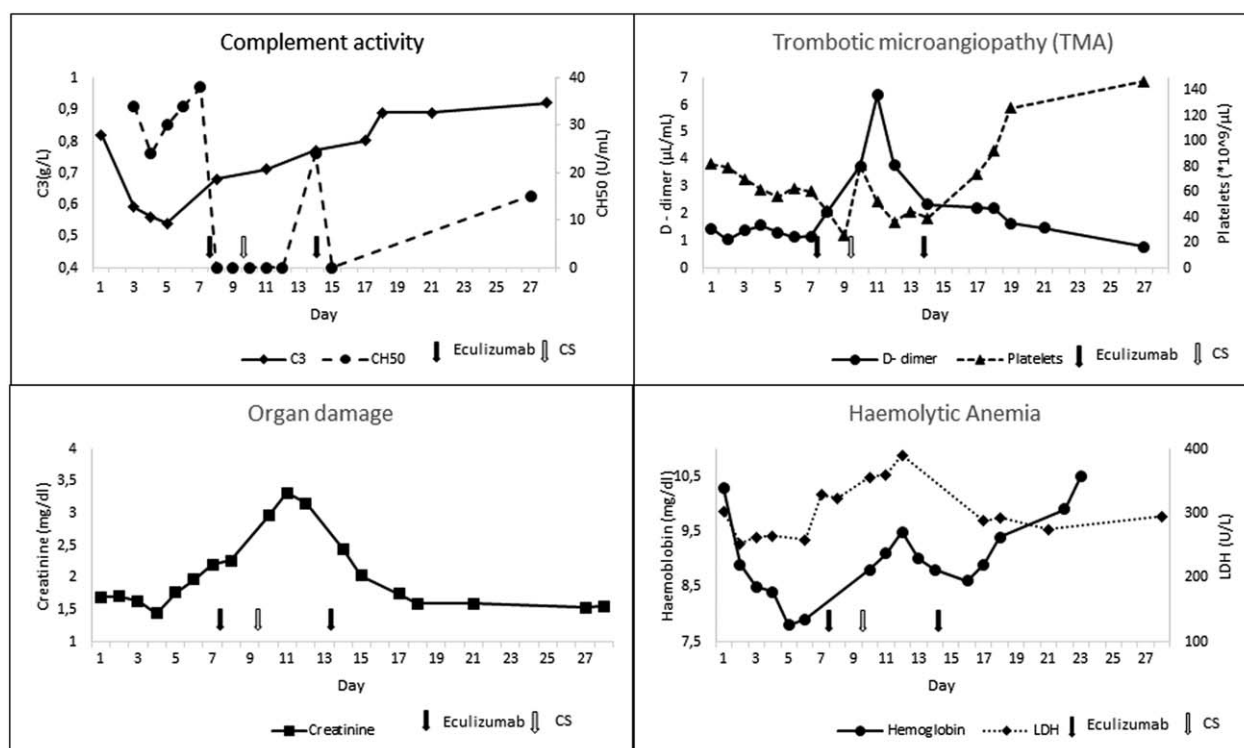 Complement activity
1
0,9
0,8
0,7
0,6
0,5
0,4
C3(g/L)
40
30
20
10
0
CH50 (U/mL)
1 3 5 7 9 11 13 15 17 19 21 23 25 27
Day
C3 CH50 Eculizumab CS
Trombotic microangiopathy (TMA)
7
6
5
4
3
2
1
0
D - dimer (µL/mL)
140
120
100
80
60
40
20
0
Platelets (*10^9/µL)
1 3 5 7 9 11 13 15 17 19 21 23 25 27
Day
D- dimer Platelets Eculizumab CS
Organ damage
4
3,5
3
2,5
2
1,5
1
Creatinine (mg/dl)
1 3 5 7 9 11 13 15 17 19 21 23 25 27
Day
Creatinine Eculizumab CS
Haemolytic Anemia
10,5
9,5
8,5
7,5
Haemoblobin (mg/dl)
400
300
200
100
LDH (U/L)
1 3 5 7 9 11 13 15 17 19 21 23 25 27
Day
Hemoglobin LDH Eculizumab CS